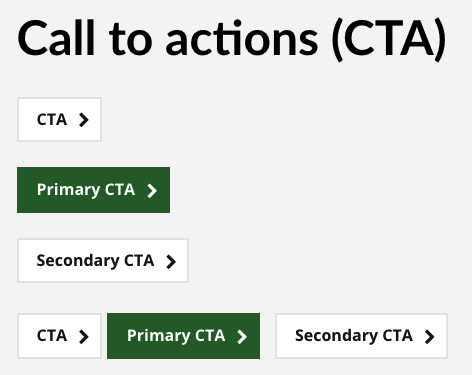 Call to actions (CTA)
CTA
Primary CTA
Secondary CTA
CTA Primary CTA Secondary CTA